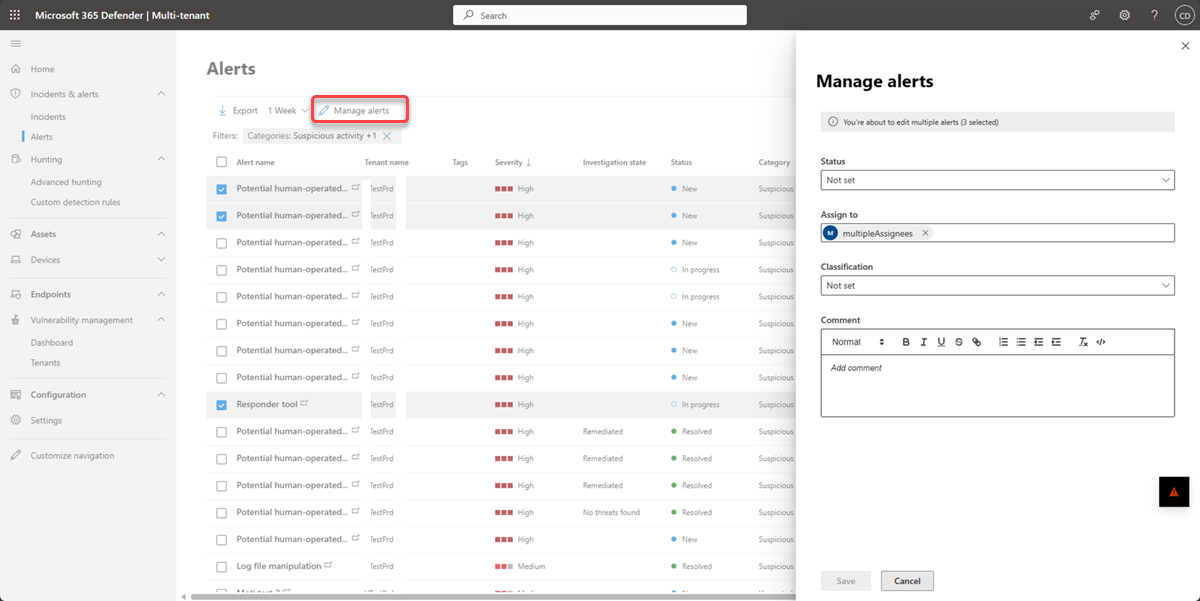 Microsoft 365 Defender | Multi-tenant
Search
CD
Home
Incidents & alerts
Incidents
Alerts
Hunting
Advanced hunting
Custom detection rules
Assets
Devices
Endpoints
Vulnerability management
Dashboard
Tenants
Configuration
Settings
Customize navigation
Alerts
Export 1 Week Manage alerts
Filters: Categories: Suspicious activity +1
Alert name Tenant name Tags Severity ↓ Investigation state Status Category
Potential human-operated... TestPrd High New Suspicious
Potential human-operated... TestPrd High New Suspicious
Potential human-operated... TestPrd High New Suspicious
Potential human-operated... TestPrd High In progress Suspicious
Potential human-operated... TestPrd High In progress Suspicious
Potential human-operated... TestPrd High New Suspicious
Potential human-operated... TestPrd High New Suspicious
Potential human-operated... TestPrd High New Suspicious
Responder tool TestPrd High In progress Suspicious
Potential human-operated... TestPrd High Remediated Resolved Suspicious
Potential human-operated... TestPrd High Remediated Resolved Suspicious
Potential human-operated... TestPrd High Remediated Resolved Suspicious
Potential human-operated... TestPrd High No threats found Resolved Suspicious
Potential human-operated... TestPrd High New Suspicious
Log file manipulation TestPrd Medium Resolved Suspicious
Manage alerts
You're about to edit multiple alerts (3 selected)
Status
Not set
Assign to
M multipleAssignees
Classification
Not set
Comment
Normal B I U S
Add comment
Save Cancel